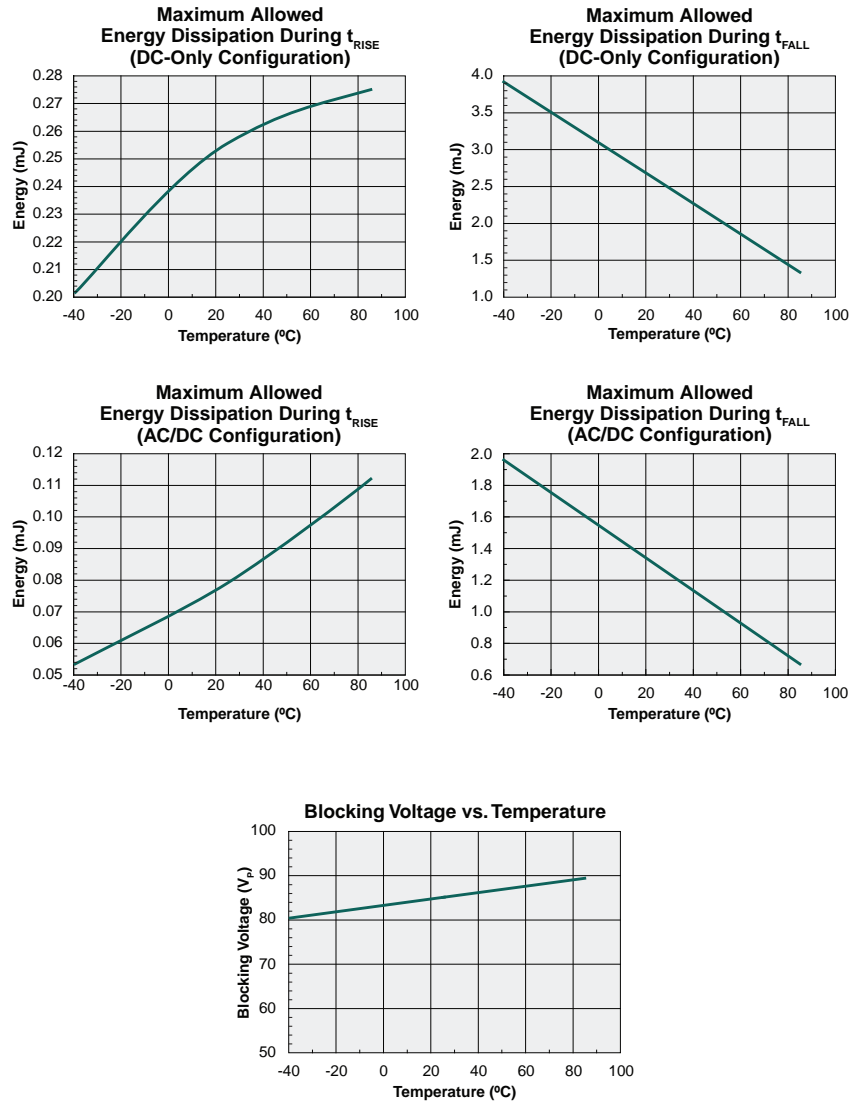 Maximum Allowed
Energy Dissipation During tRISE
(DC-Only Configuration)
0.28
0.27
0.26
0.25
0.24
0.23
0.22
0.21
0.20
Energy (mJ)
-40 -20 0 20 40 60 80 100
Temperature (ºC)
Maximum Allowed
Energy Dissipation During tFALL
(DC-Only Configuration)
4.0
3.5
3.0
2.5
2.0
1.5
1.0
Energy (mJ)
-40 -20 0 20 40 60 80 100
Temperature (ºC)
Maximum Allowed
Energy Dissipation During tRISE
(AC/DC Configuration)
0.12
0.11
0.10
0.09
0.08
0.07
0.06
0.05
Energy (mJ)
-40 -20 0 20 40 60 80 100
Temperature (ºC)
Maximum Allowed
Energy Dissipation During tFALL
(AC/DC Configuration)
2.0
1.8
1.6
1.4
1.2
1.0
0.8
0.6
Energy (mJ)
-40 -20 0 20 40 60 80 100
Temperature (ºC)
Blocking Voltage vs. Temperature
100
90
80
70
60
50
Blocking Voltage (VP)
-40 -20 0 20 40 60 80 100
Temperature (ºC)